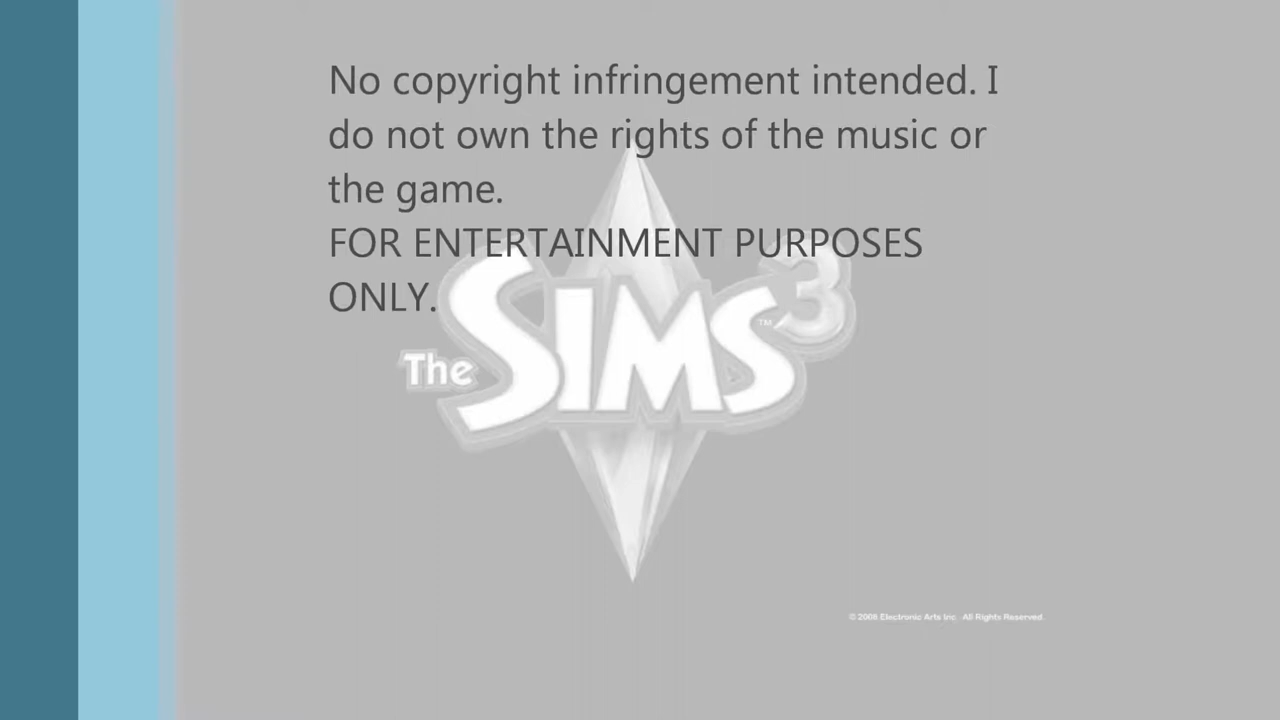 No copyright infringement intended. I
do not own the rights of the music or
the game.
FOR ENTERTAINMENT PURPOSES
ONLY.
The SIMS 3 ™
© 2008 Electronic Arts Inc. All Rights Reserved.